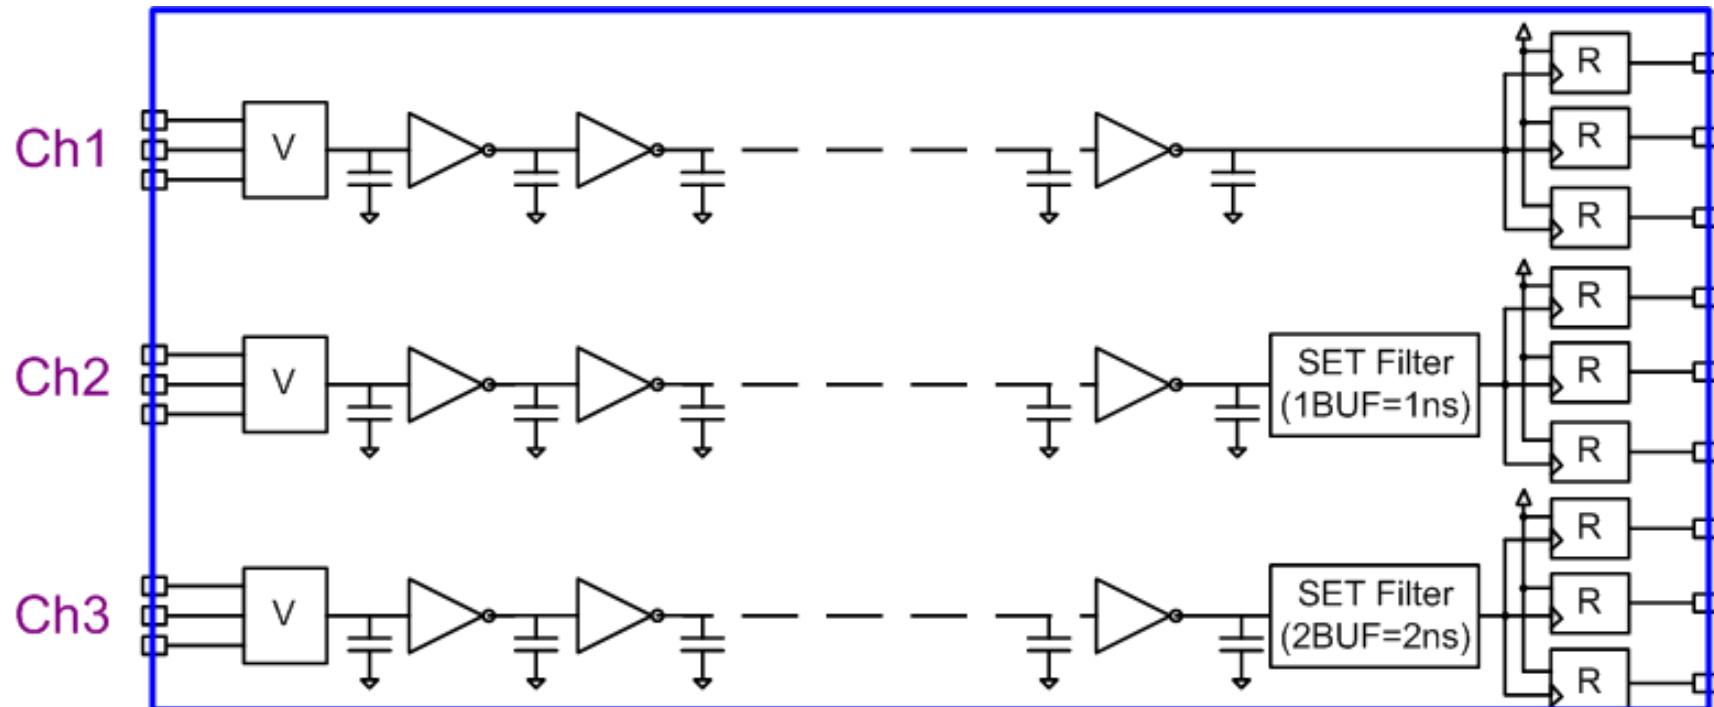 Ch1
V
R
R
R
Ch2
V
SET Filter
(1BUF=1ns)
R
R
R
Ch3
V
SET Filter
(2BUF=2ns)
R
R
R